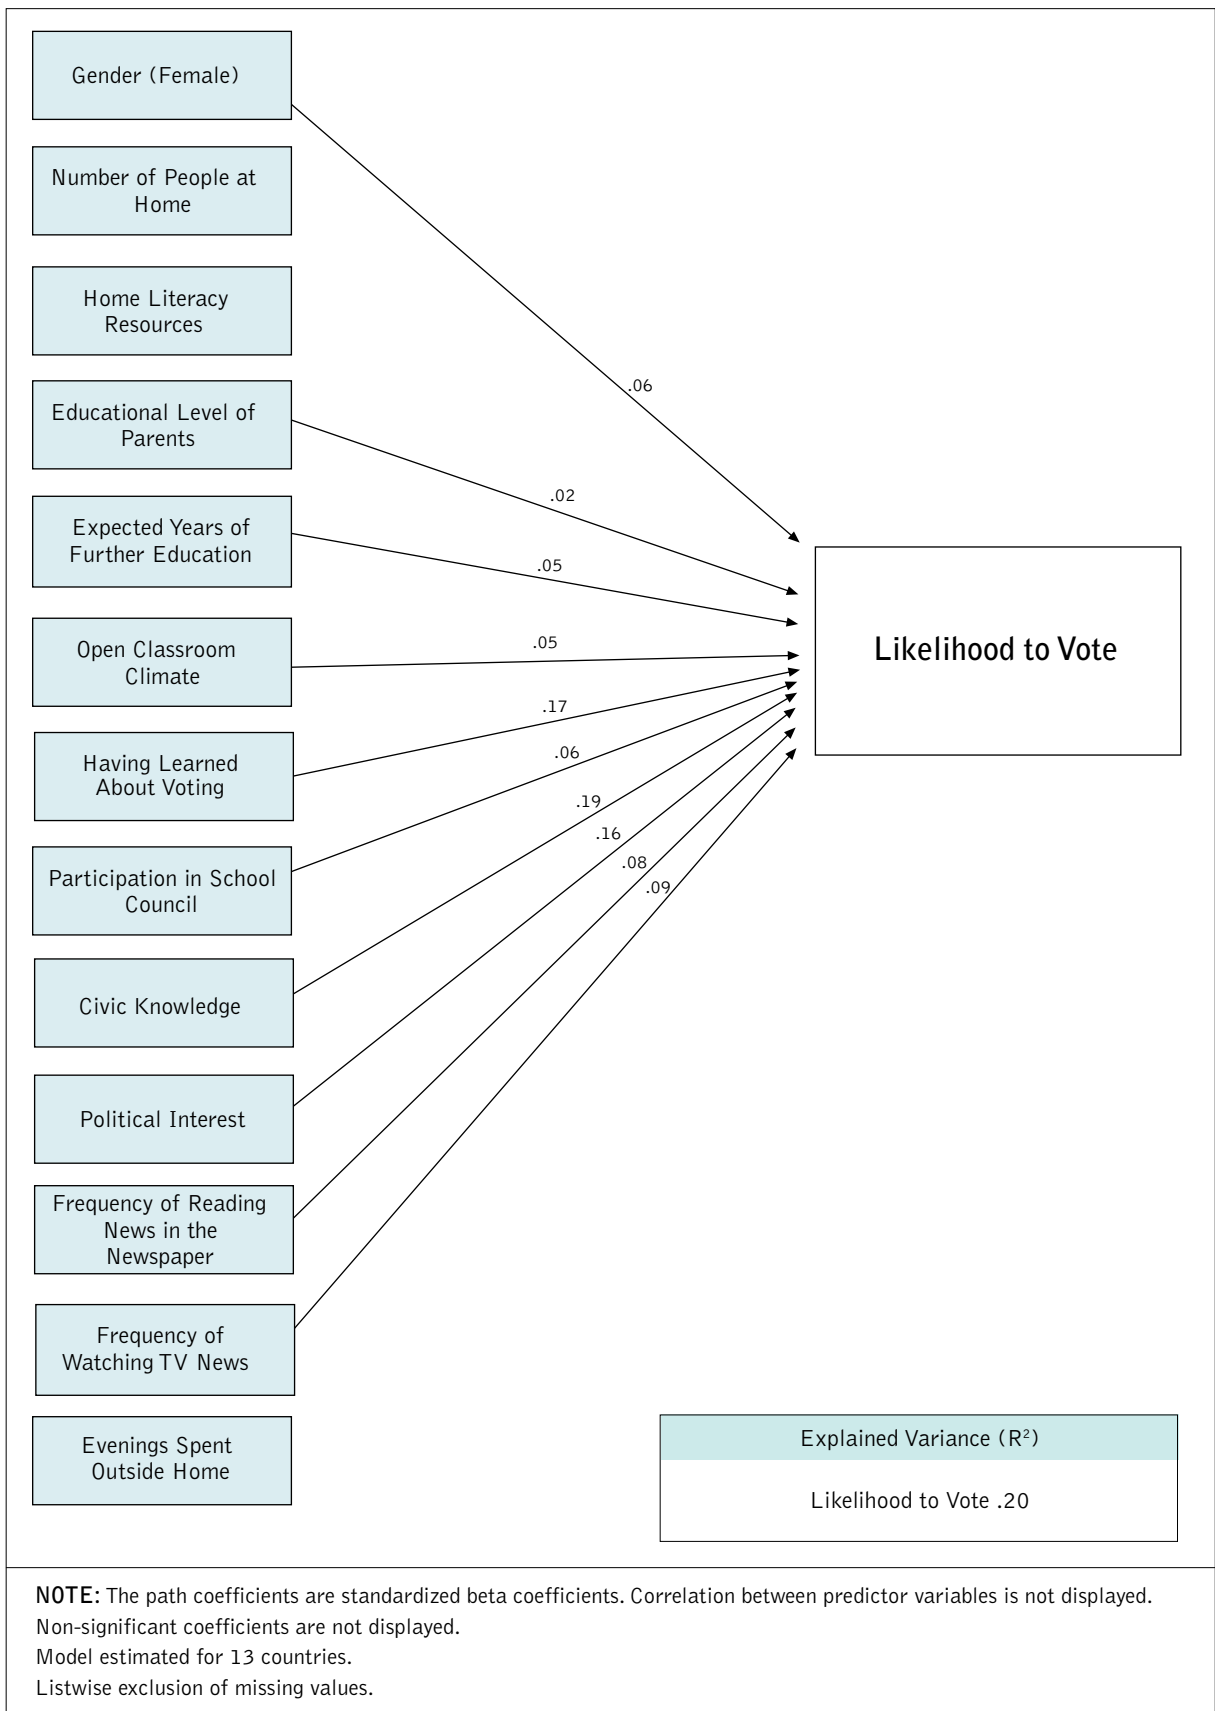 Gender (Female)
Number of People at
Home
Home Literacy
Resources
Educational Level of
Parents
Expected Years of
Further Education
Open Classroom
Climate
Having Learned
About Voting
Participation in School
Council
Civic Knowledge
Political Interest
Frequency of Reading
News in the
Newspaper
Frequency of
Watching TV News
Evenings Spent
Outside Home
.06
.02
.05
.05
.17
.06
.19
.16
.08
.09
Likelihood to Vote
Explained Variance (R²)
Likelihood to Vote .20
NOTE: The path coefficients are standardized beta coefficients. Correlation between predictor variables is not displayed.
Non-significant coefficients are not displayed.
Model estimated for 13 countries.
Listwise exclusion of missing values.